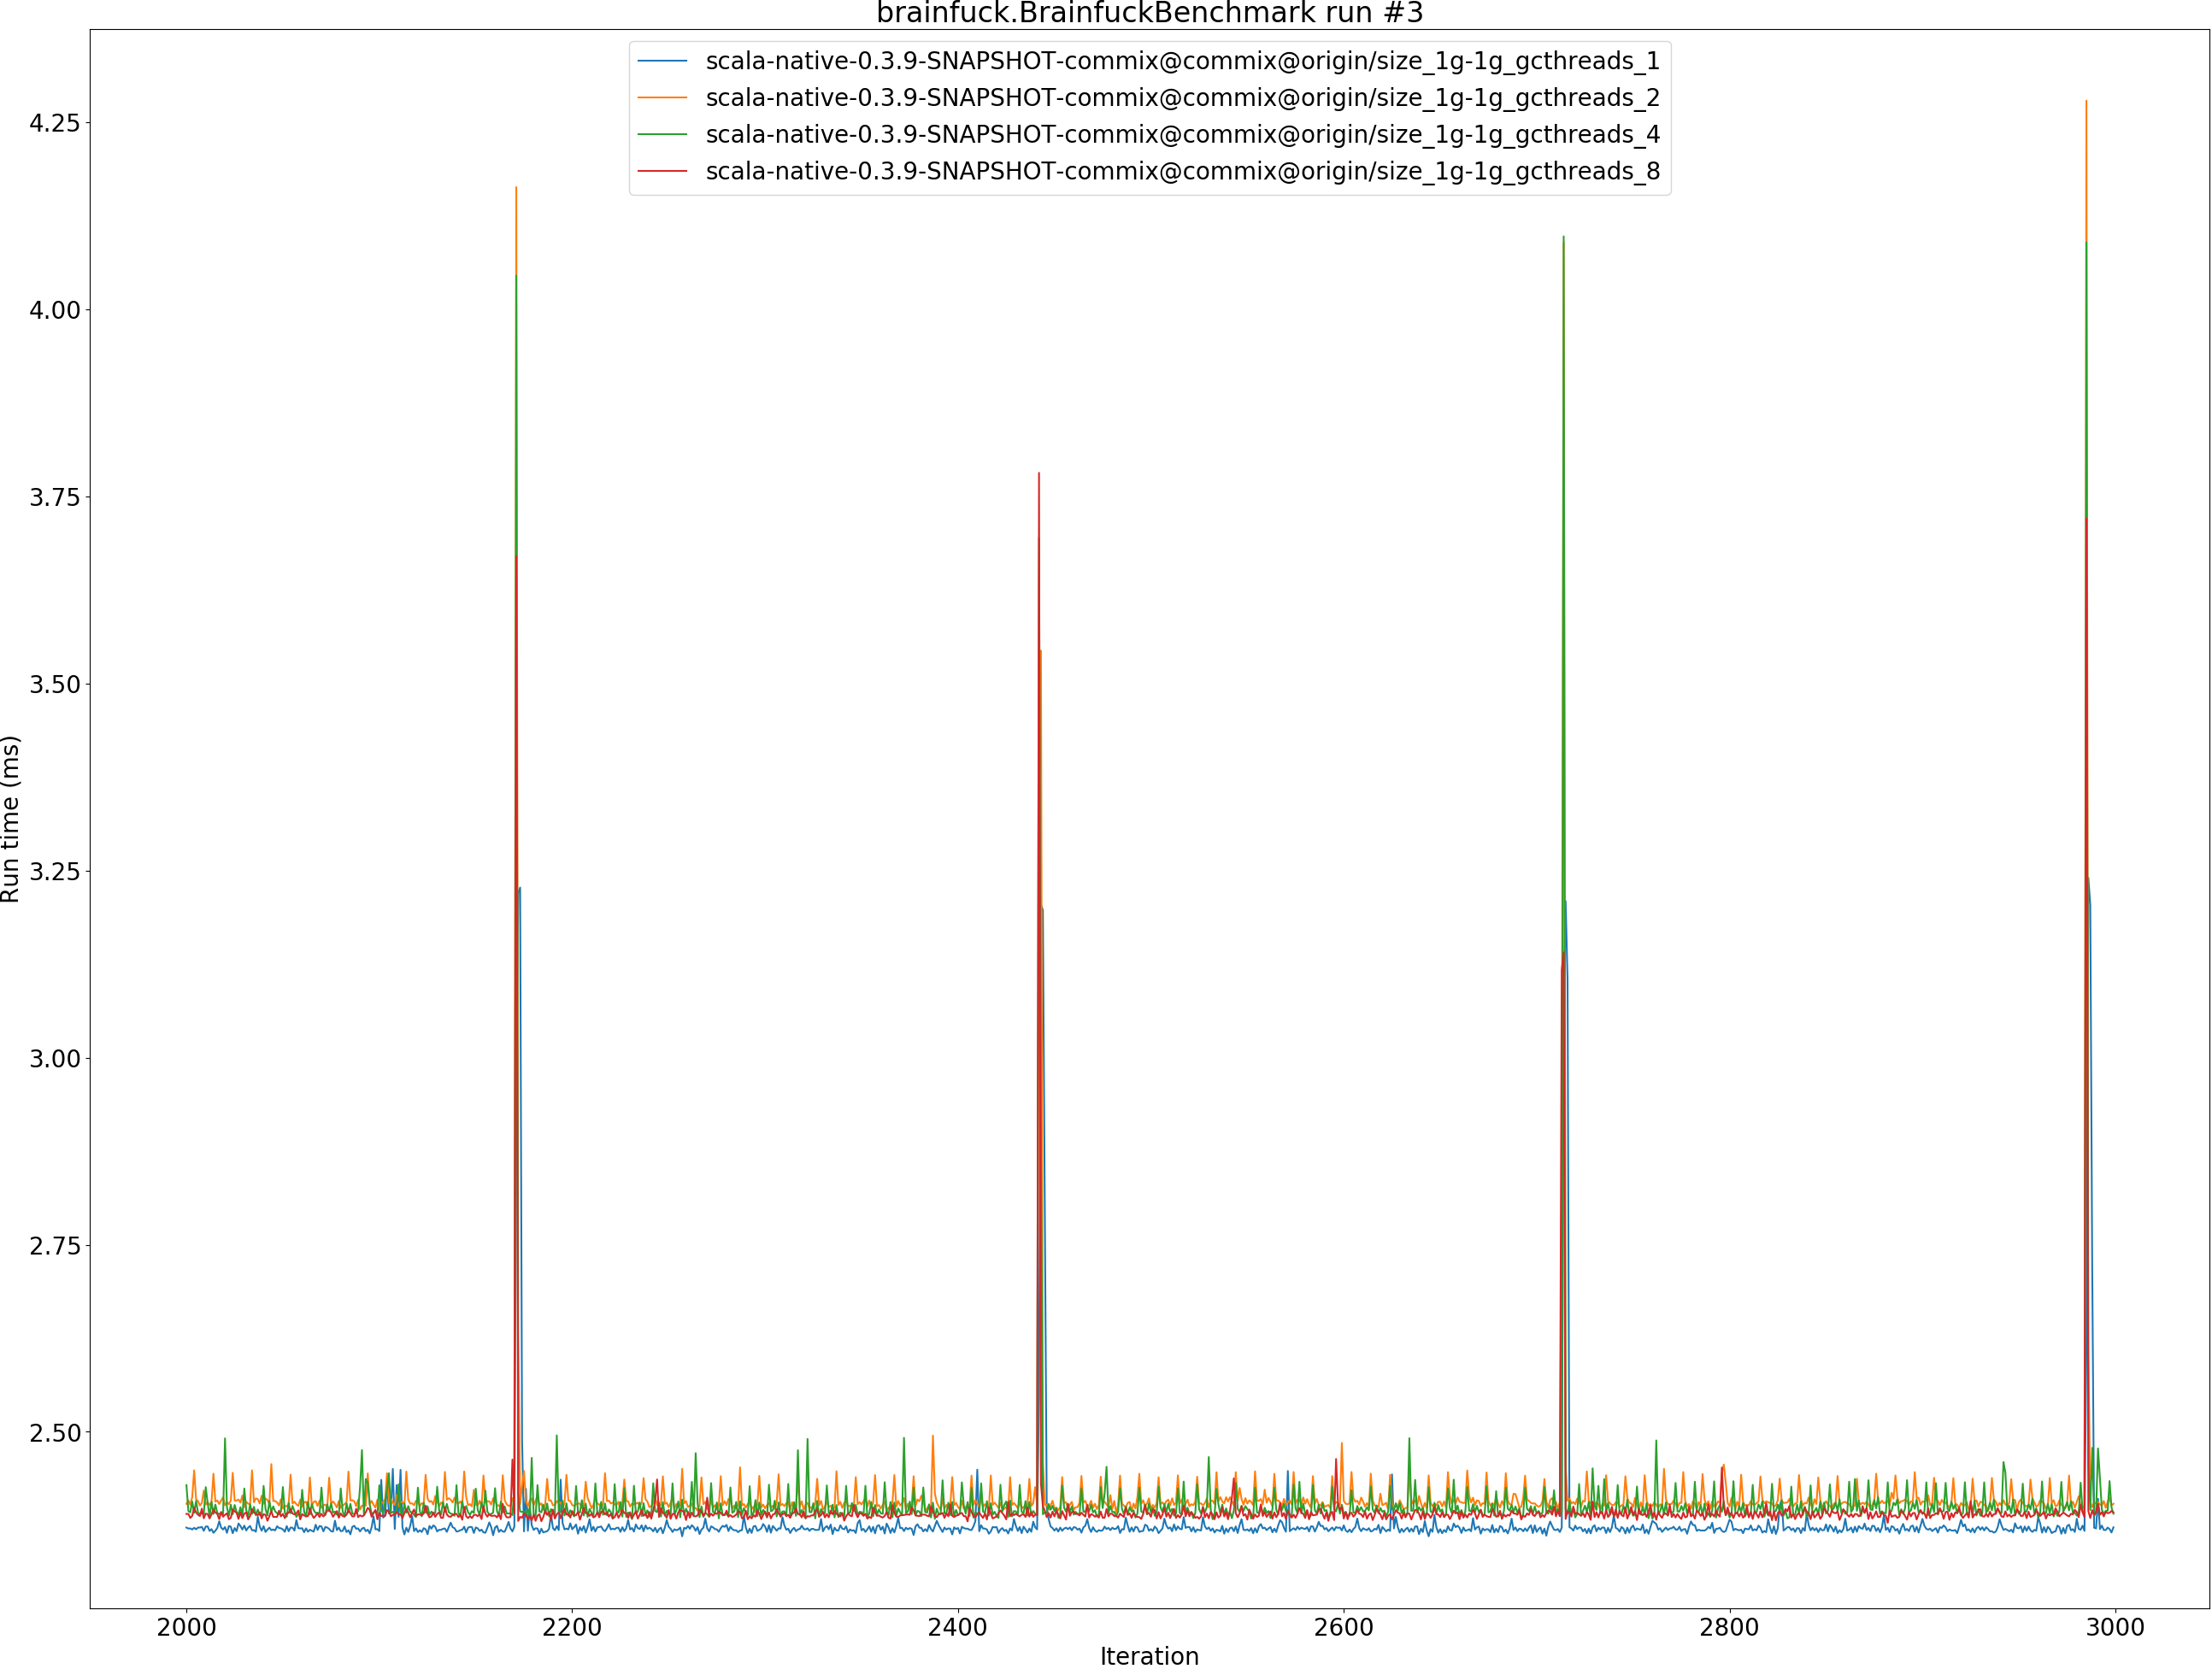 brainfuck.BrainfuckBenchmark run #3
scala-native-0.3.9-SNAPSHOT-commix@commix@origin/size_1g-1g_gcthreads_1
scala-native-0.3.9-SNAPSHOT-commix@commix@origin/size_1g-1g_gcthreads_2
scala-native-0.3.9-SNAPSHOT-commix@commix@origin/size_1g-1g_gcthreads_4
scala-native-0.3.9-SNAPSHOT-commix@commix@origin/size_1g-1g_gcthreads_8
Run time (ms)
4.25
4.00
3.75
3.50
3.25
3.00
2.75
2.50
2000 2200 2400 2600 2800 3000
Iteration